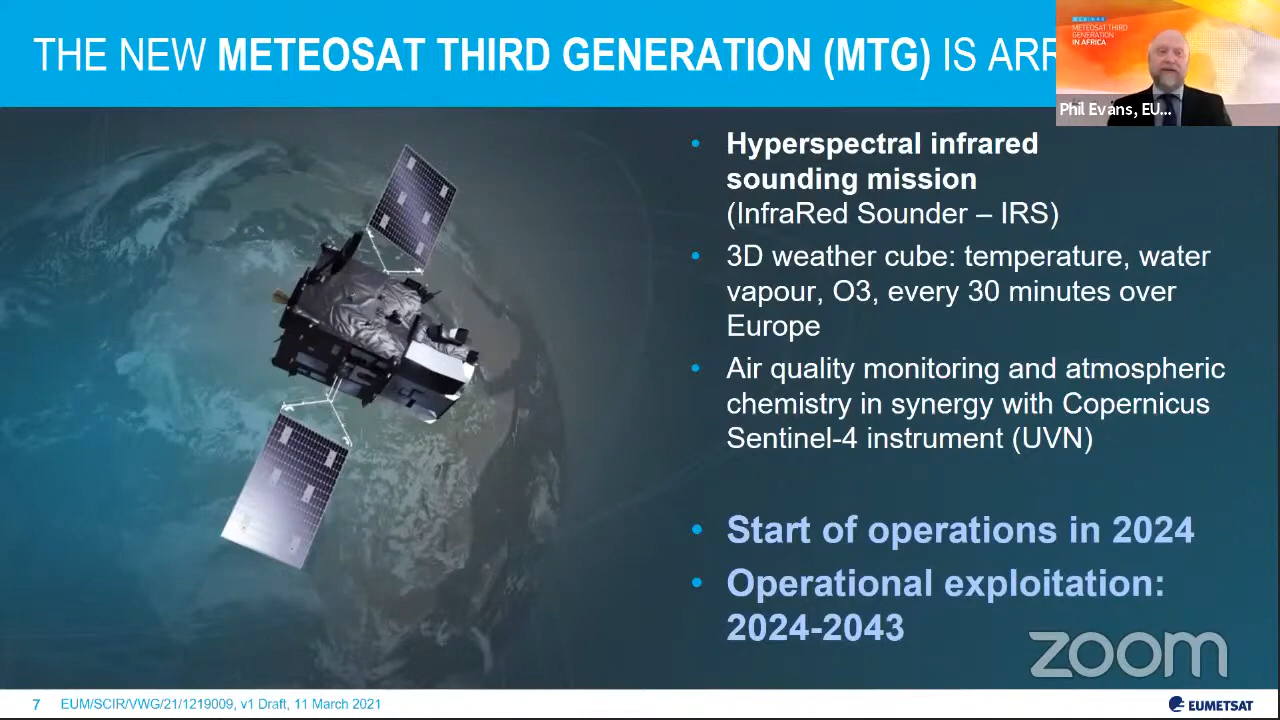 THE NEW METEOSAT THIRD GENERATION (MTG) IS ARR
WEBINAR
METEOSAT THIRD
GENERATION
IN AFRICA
Phil Evans, EU...
• Hyperspectral infrared
sounding mission
(InfraRed Sounder – IRS)
• 3D weather cube: temperature, water
vapour, O3, every 30 minutes over
Europe
• Air quality monitoring and atmospheric
chemistry in synergy with Copernicus
Sentinel-4 instrument (UVN)
• Start of operations in 2024
• Operational exploitation:
2024-2043
zoom
7 EUM/SCIR/VWG/21/1219009, v1 Draft, 11 March 2021
EUMETSAT